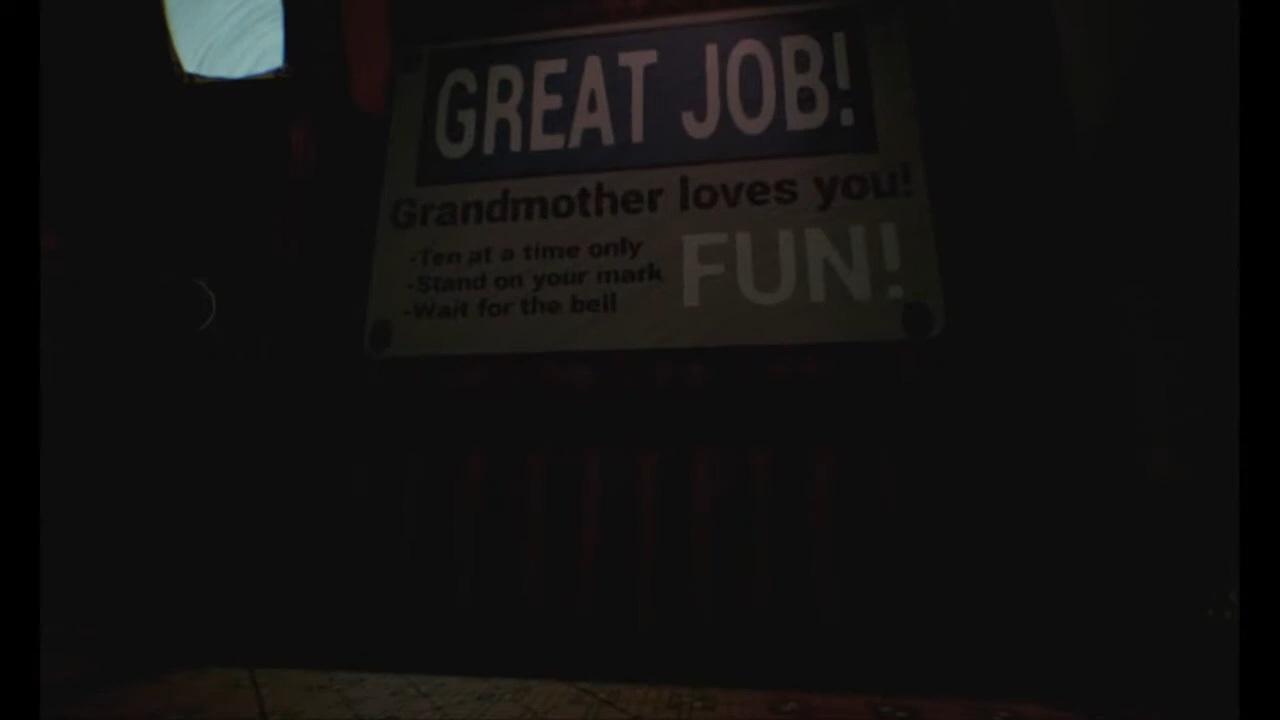 GREAT JOB!
Grandmother loves you!
-Ten at a time only
-Stand on your mark
-Wait for the bell
FUN!